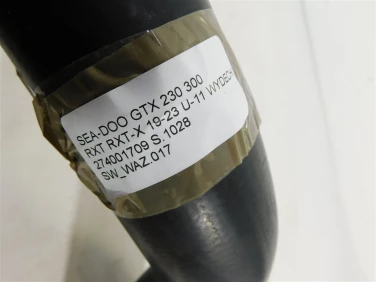 SEA-DOO GTX 230 300
RXT RXT-X 19-23 U-11 WYDECH-
274001709 S.1028
SW_WAZ.017